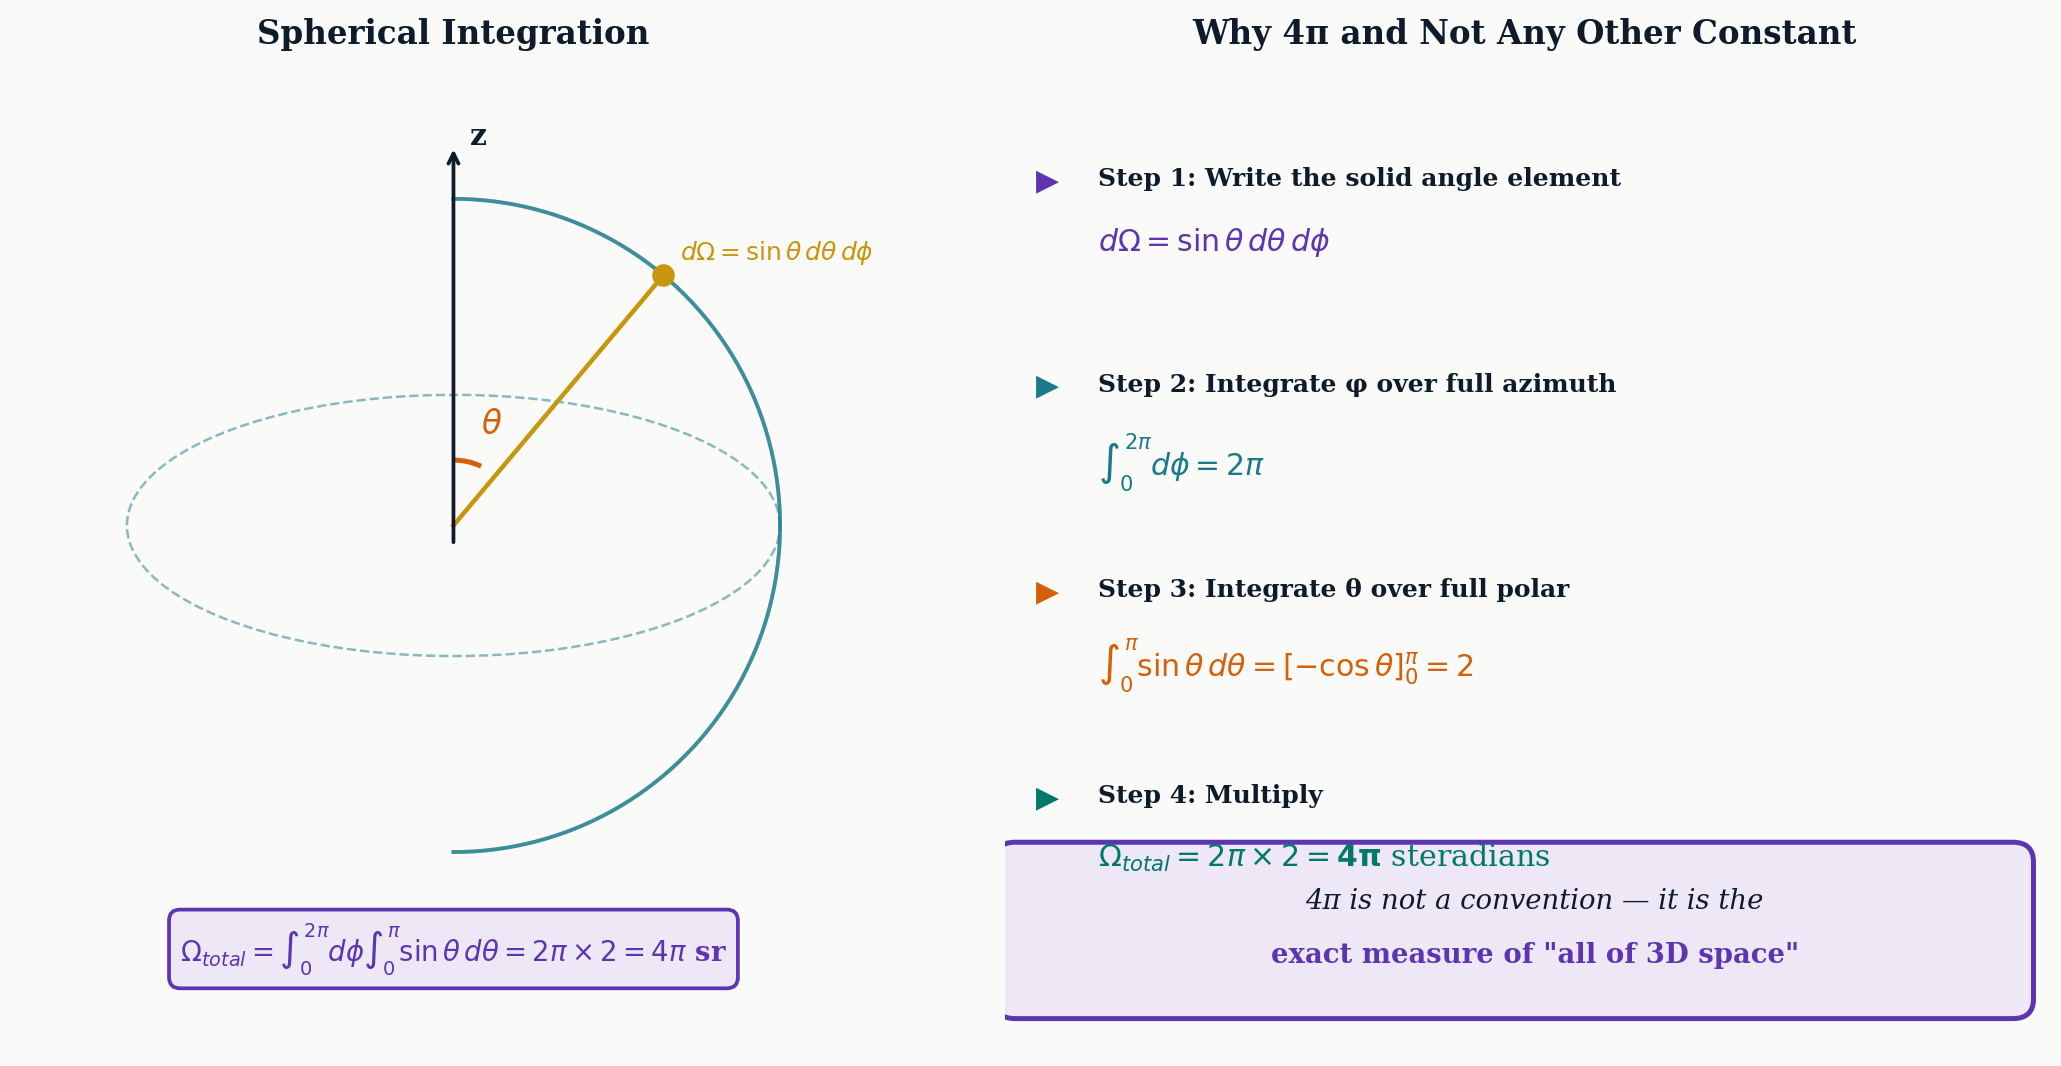 Spherical Integration
z
dΩ = sin θ dθ dϕ
θ
Ω_total = ∫₀^{2π} dϕ ∫₀^π sin θ dθ = 2π × 2 = 4π sr
Why 4π and Not Any Other Constant
▶ Step 1: Write the solid angle element
dΩ = sin θ dθ dϕ
▶ Step 2: Integrate φ over full azimuth
∫₀^{2π} dϕ = 2π
▶ Step 3: Integrate θ over full polar
∫₀^π sin θ dθ = [−cos θ]₀^π = 2
▶ Step 4: Multiply
Ω_total = 2π × 2 = 4π steradians
4π is not a convention — it is the
exact measure of "all of 3D space"